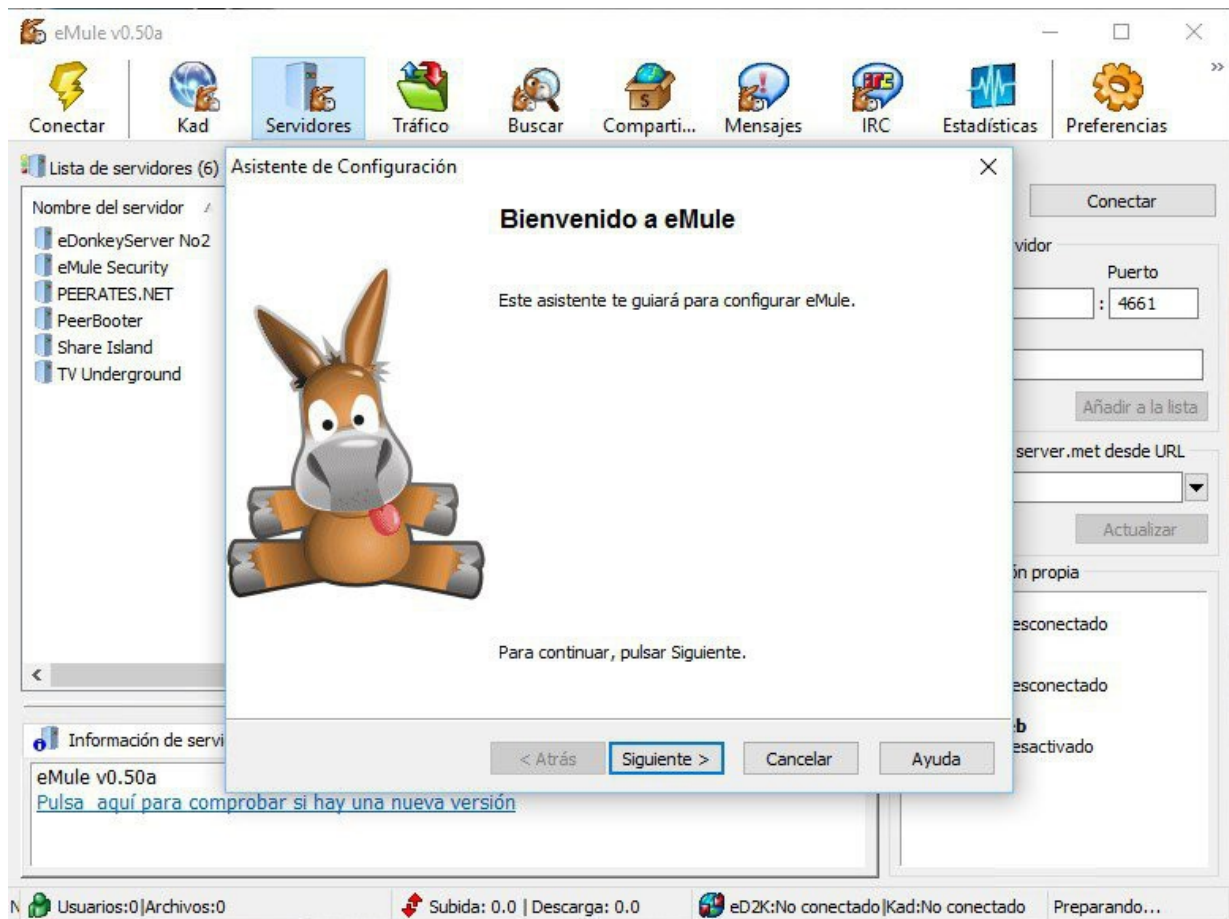 eMule v0.50a
Conectar
Kad
Servidores
Tráfico
Buscar
Comparti...
Mensajes
IRC
Estadísticas
Preferencias
Lista de servidores (6)
Nombre del servidor
eDonkeyServer No2
eMule Security
PEERATES.NET
PeerBooter
Share Island
TV Underground
Asistente de Configuración
Bienvenido a eMule
Este asistente te guiará para configurar eMule.
Para continuar, pulsar Siguiente.
< Atrás
Siguiente >
Cancelar
Ayuda
Conectar
vidor
Puerto
: 4661
Añadir a la lista
server.met desde URL
Actualizar
ón propia
esconectado
esconectado
b
esactivado
Información de servi
eMule v0.50a
Pulsa aquí para comprobar si hay una nueva versión
N
Usuarios:0|Archivos:0
Subida: 0.0 | Descarga: 0.0
eD2K:No conectado|Kad:No conectado
Preparando...